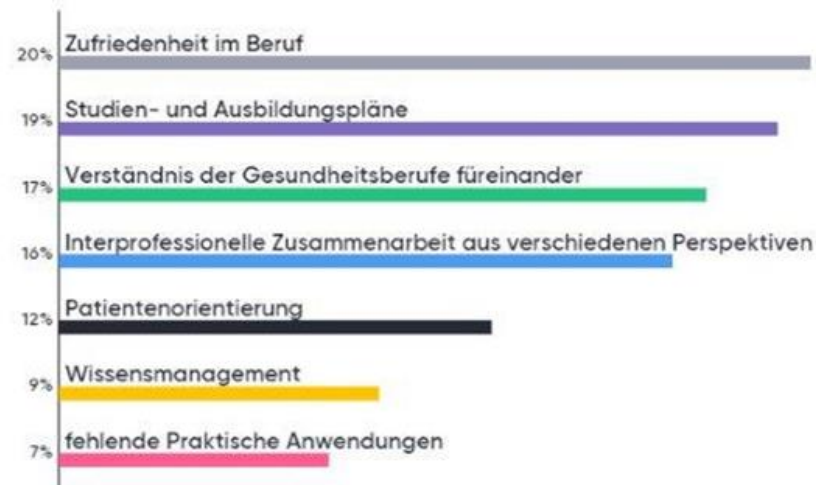 Zufriedenheit im Beruf
20%
Studien- und Ausbildungspläne
19%
Verständnis der Gesundheitsberufe füreinander
17%
Interprofessionelle Zusammenarbeit aus verschiedenen Perspektiven
16%
Patientenorientierung
12%
Wissensmanagement
9%
fehlende Praktische Anwendungen
7%